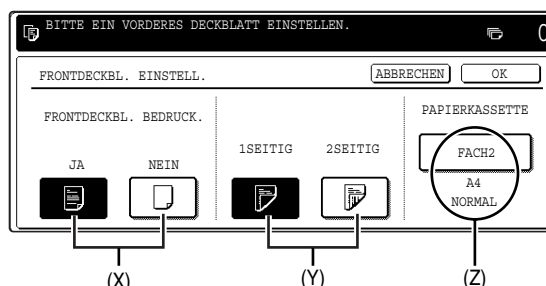 BITTE EIN VORDERES DECKBLATT EINSTELLEN.
0
FRONTDECKBL. EINSTELL.
ABBRECHEN
OK
FRONTDECKBL. BEDRUCK.
JA
NEIN
1SEITIG
2SEITIG
PAPIERKASSETTE
FACH2
A4
NORMAL
(X)
(Y)
(Z)